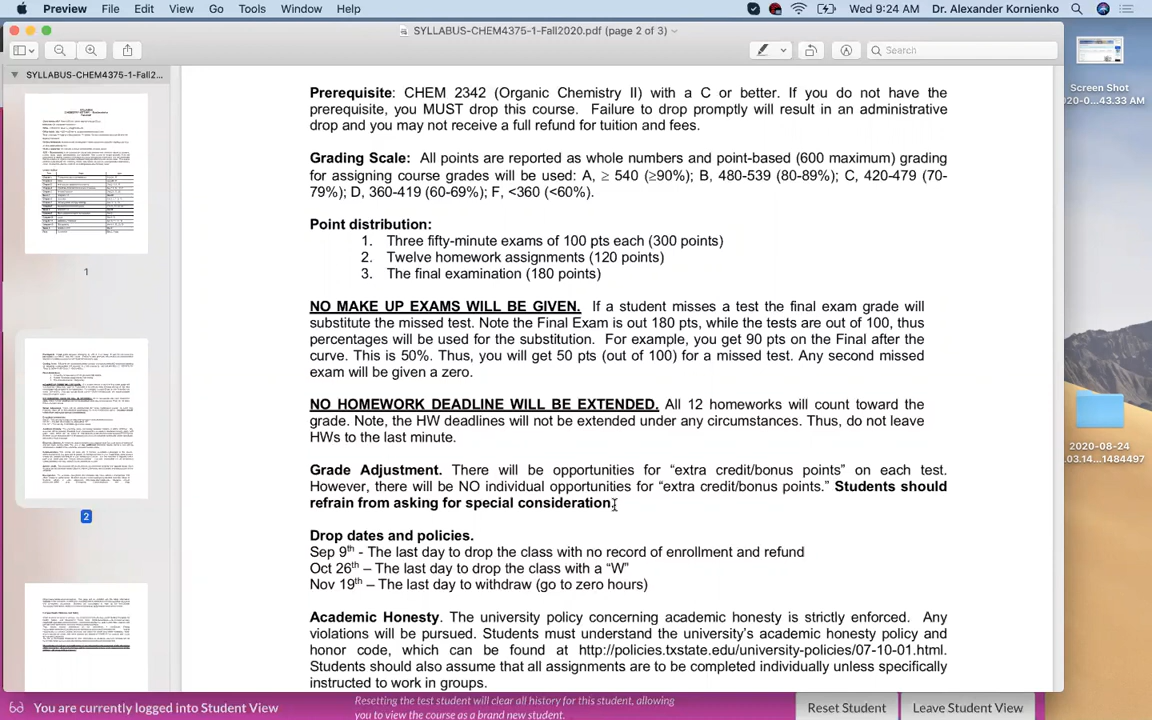 Preview File Edit View Go Tools Window Help Wed 9:24 AM Dr. Alexander Kornienko
SYLLABUS-CHEM4375-1-Fall2020.pdf (page 2 of 3)
Search
SYLLABUS-CHEM4375-1-Fall2...
1
2
Prerequisite: CHEM 2342 (Organic Chemistry II) with a C or better. If you do not have the
prerequisite, you MUST drop this course. Failure to drop promptly will result in an administrative
drop and you may not receive a full refund for tuition and fees.
Grading Scale: All points are reported as whole numbers and point-based (600 maximum) grading
for assigning course grades will be used: A, ≥ 540 (≥90%); B, 480-539 (80-89%); C, 420-479 (70-
79%); D, 360-419 (60-69%); F, <360 (<60%).
Point distribution:
1. Three fifty-minute exams of 100 pts each (300 points)
2. Twelve homework assignments (120 points)
3. The final examination (180 points)
NO MAKE UP EXAMS WILL BE GIVEN. If a student misses a test the final exam grade will
substitute the missed test. Note the Final Exam is out 180 pts, while the tests are out of 100, thus
percentages will be used for the substitution. For example, you get 90 pts on the Final after the
curve. This is 50%. Thus, you will get 50 pts (out of 100) for a missed test. Any second missed
exam will be given a zero.
NO HOMEWORK DEADLINE WILL BE EXTENDED. All 12 homeworks will count toward the
grade. Note, the HW deadlines will not be extended under any circumstances. Thus, do not leave
HWs to the last minute.
Grade Adjustment. There will be opportunities for “extra credit/bonus points” on each test.
However, there will be NO individual opportunities for “extra credit/bonus points.” Students should
refrain from asking for special consideration.
Drop dates and policies.
Sep 9th - The last day to drop the class with no record of enrollment and refund
Oct 26th – The last day to drop the class with a “W”
Nov 19th – The last day to withdraw (go to zero hours)
Academic Honesty. The university policy concerning academic honesty is strictly enforced. Any
violations will be pursued. Students must understand the university’s academic honesty policy and
honor code, which can be found at http://policies.txstate.edu/university-policies/07-10-01.html.
Students should also assume that all assignments are to be completed individually unless specifically
instructed to work in groups.
Screen Shot
43.33 AM
2020-08-24
.03.14...1484497
You are currently logged into Student View
Resetting the test student will clear all history for this student, allowing
you to view the course as a brand new student.
Reset Student
Leave Student View